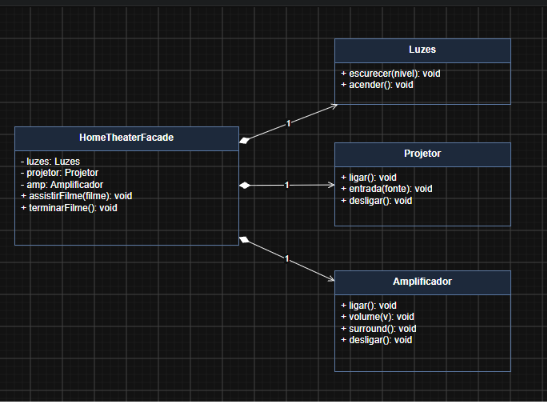 Luzes
+ escurecer(nivel): void
+ acender(): void
1
HomeTheaterFacade
- luzes: Luzes
- projetor: Projetor
- amp: Amplificador
+ assistirFilme(filme): void
+ terminarFilme(): void
Projetor
+ ligar(): void
+ entrada(fonte): void
+ desligar(): void
1
1
Amplificador
+ ligar(): void
+ volume(v): void
+ surround(): void
+ desligar(): void